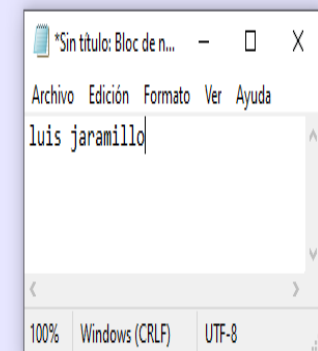 *Sin título: Bloc de n...
Archivo Edición Formato Ver Ayuda
luis jaramillo
100% Windows (CRLF) UTF-8